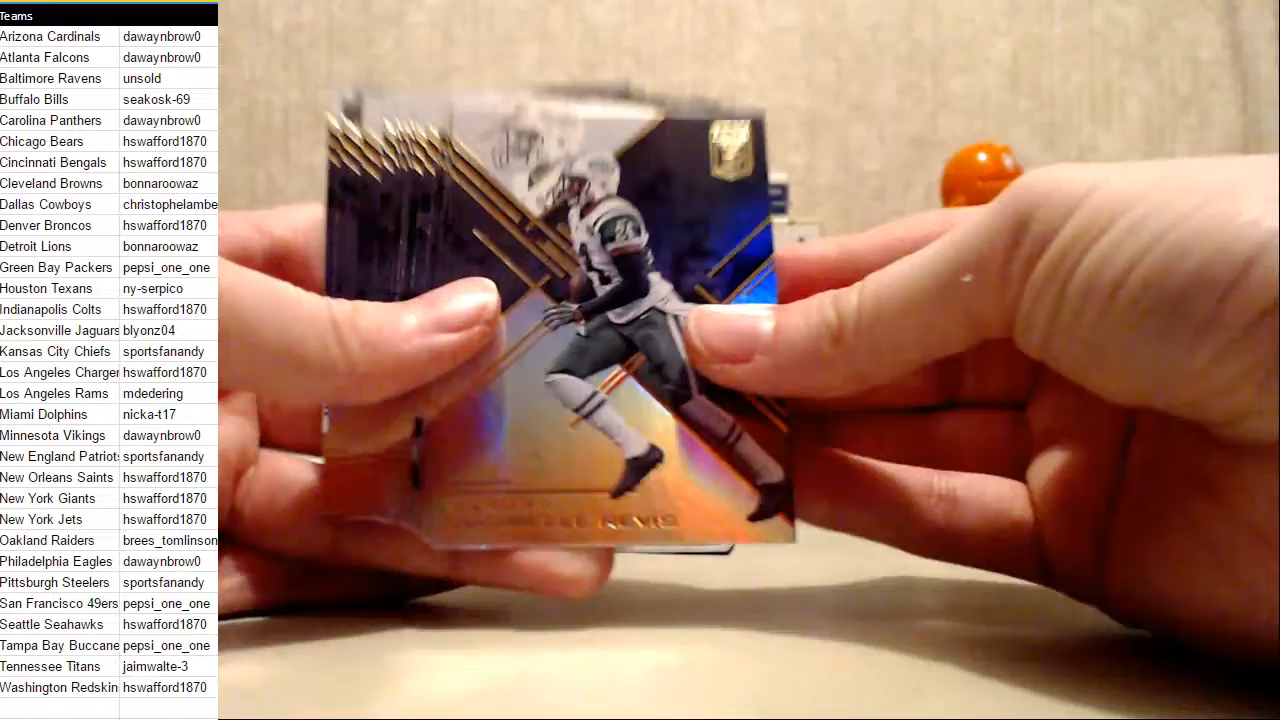 Teams
Arizona Cardinals dawaynbrow0
Atlanta Falcons dawaynbrow0
Baltimore Ravens unsold
Buffalo Bills seakosk-69
Carolina Panthers dawaynbrow0
Chicago Bears hswafford1870
Cincinnati Bengals hswafford1870
Cleveland Browns bonnaroowaz
Dallas Cowboys christophelambe
Denver Broncos hswafford1870
Detroit Lions bonnaroowaz
Green Bay Packers pepsi_one_one
Houston Texans ny-serpico
Indianapolis Colts hswafford1870
Jacksonville Jaguars blyonz04
Kansas City Chiefs sportsfanandy
Los Angeles Charger hswafford1870
Los Angeles Rams mdedering
Miami Dolphins nicka-t17
Minnesota Vikings dawaynbrow0
New England Patriots sportsfanandy
New Orleans Saints hswafford1870
New York Giants hswafford1870
New York Jets hswafford1870
Oakland Raiders brees_tomlinson
Philadelphia Eagles dawaynbrow0
Pittsburgh Steelers sportsfanandy
San Francisco 49ers pepsi_one_one
Seattle Seahawks hswafford1870
Tampa Bay Buccane pepsi_one_one
Tennessee Titans jaimwalte-3
Washington Redskin hswafford1870
REVIS